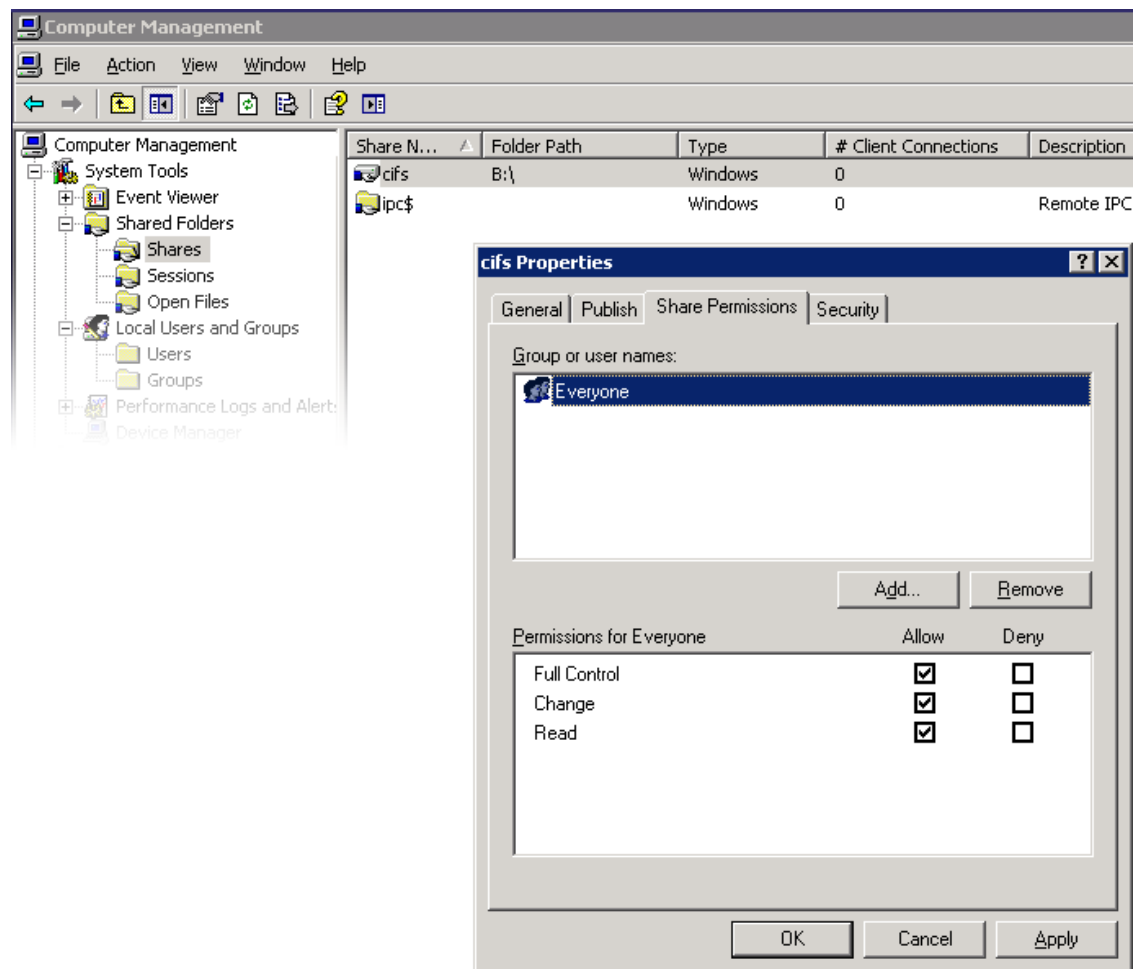 Computer Management
File Action View Window Help
Computer Management
System Tools
Event Viewer
Shared Folders
Shares
Sessions
Open Files
Local Users and Groups
Users
Groups
Performance Logs and Alert
Device Manager
Share N... Folder Path Type # Client Connections Description
cifs B:\ Windows 0
ipc$ Windows 0 Remote IPC
cifs Properties
General Publish Share Permissions Security
Group or user names:
Everyone
Add... Remove
Permissions for Everyone Allow Deny
Full Control
Change
Read
OK Cancel Apply